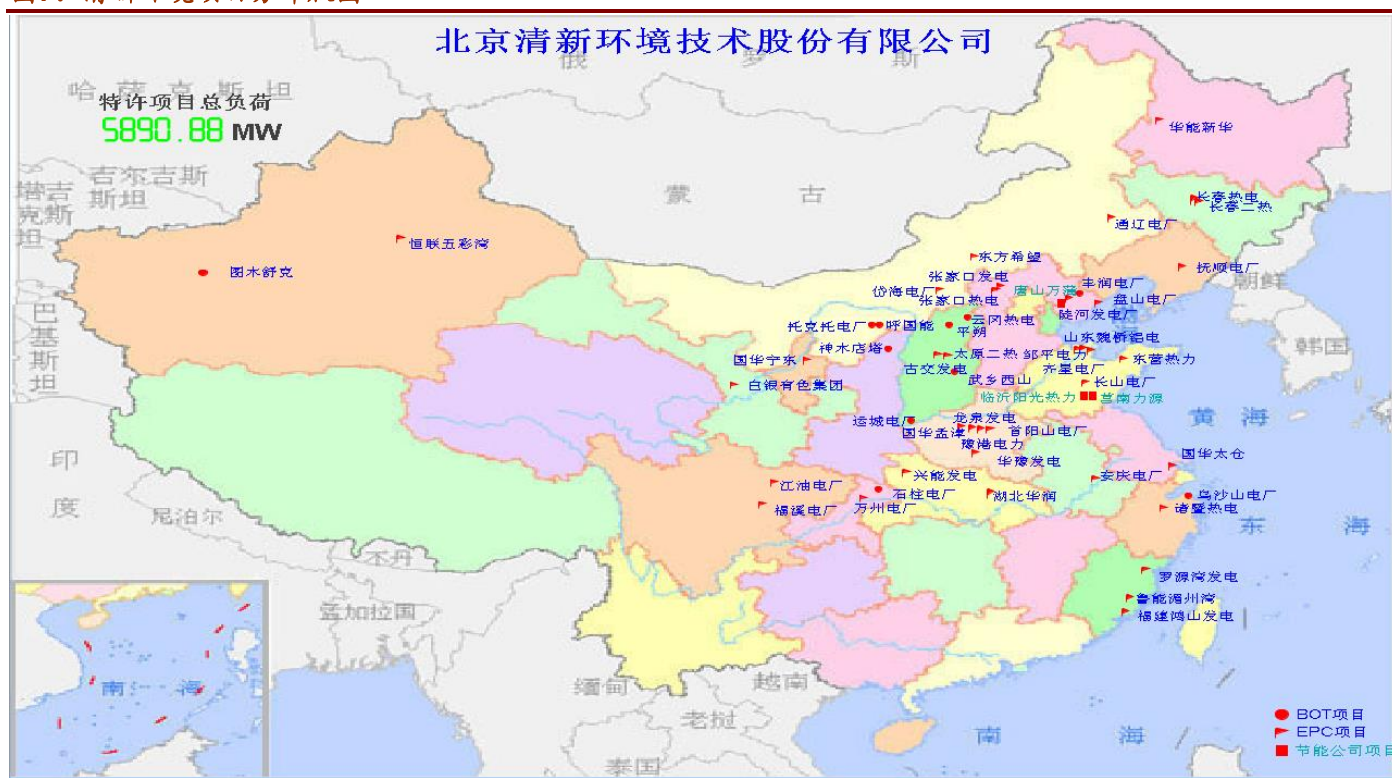 北京清新环境技术股份有限公司
俄 罗 斯
哈 萨 克 斯 坦
特许项目总负荷
5890.88 MW
华能新华
吉尔吉斯
斯坦
塔吉
克斯
坦
蒙 古
长春热电
长春二热
通辽电厂
恒联五彩湾
图木舒克
东方希望
抚顺电厂
朝鲜
张家口发电
丰润电厂
岱海电厂
唐山万浦
张家口热电
盘山电厂
陡河发电厂
巴
基
斯
坦
托克托电厂
呼国能
云冈热电
平朔
山东魏桥铝电
韩国
神木店塔
国华宁东
太原二热
邹平电力
东营热力
古交发电
齐星电厂
白银有色集团
武乡西山
长山电厂
临沂阳光热力
莒南力源
黄 海
运城电厂
龙泉发电
国华孟津
首阳山电厂
豫港电力
华豫发电
国华太仓
印
度
兴能发电
安庆电厂
江油电厂
石柱电厂
湖北华润
乌沙山电厂
福溪电厂
万州电厂
诸暨热电
尼泊尔
东 海
不丹
罗源湾发电
孟加拉国
鲁能湄州湾
福建鸿山发电
南 海
缅甸
越南
老挝
泰国
南 海
BOT项目
EPC项目
节能公司项目